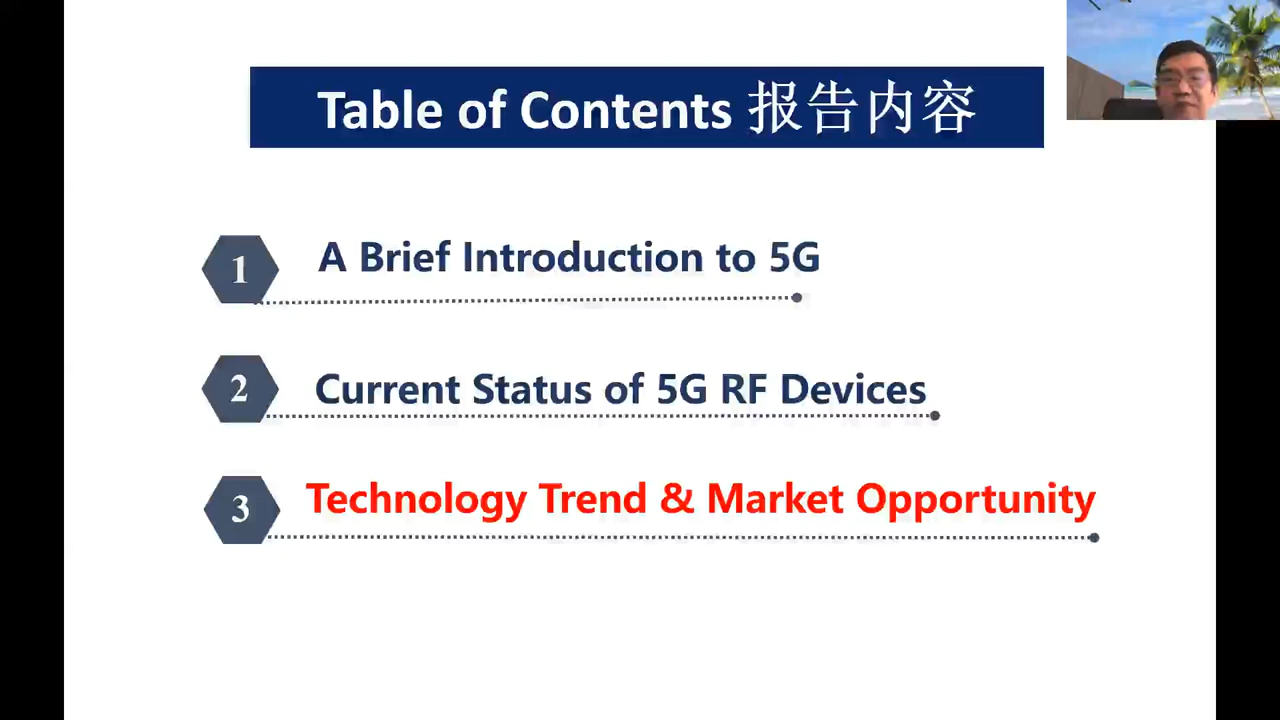 Table of Contents 报告内容
1 A Brief Introduction to 5G
2 Current Status of 5G RF Devices
3 Technology Trend & Market Opportunity